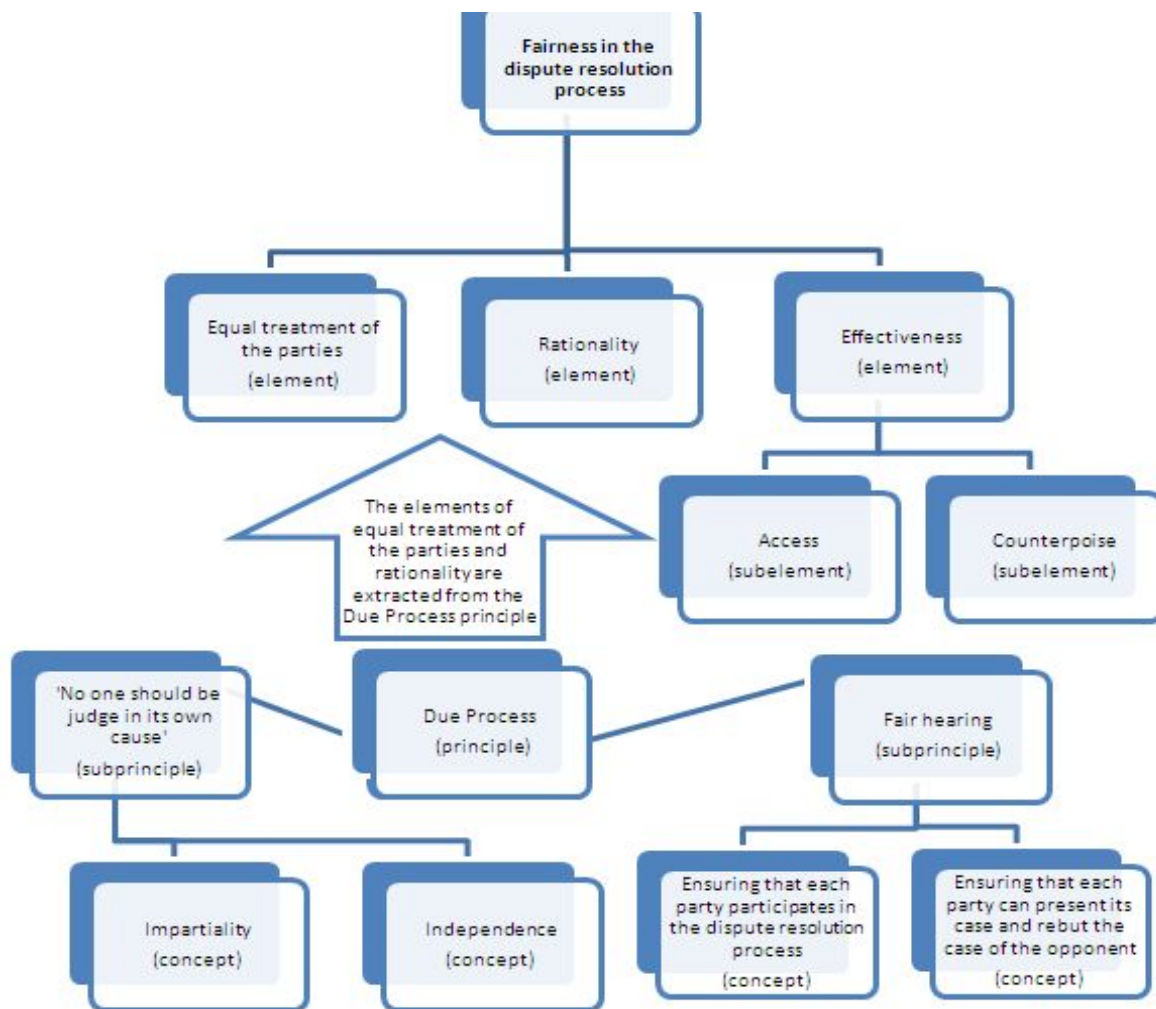 Fairness in the
dispute resolution
process
Equal treatment of
the parties
(element)
Rationality
(element)
Effectiveness
(element)
The elements of
equal treatment of
the parties and
rationality are
extracted from the
Due Process principle
Access
(subelement)
Counterpoise
(subelement)
'No one should be
judge in its own
cause'
(subprinciple)
Due Process
(principle)
Fair hearing
(subprinciple)
Impartiality
(concept)
Independence
(concept)
Ensuring that each
party participates in
the dispute resolution
process
(concept)
Ensuring that each
party can present its
case and rebut the
case of the opponent
(concept)